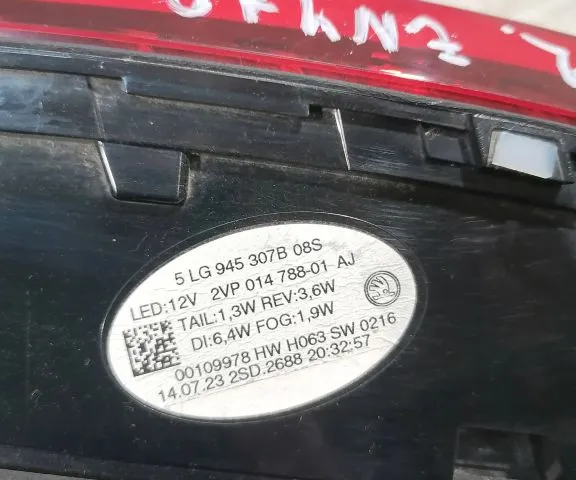 5 LG 945 307B 08S
LED:12V 2VP 014 788-01 AJ
TAIL:1,3W REV:3,6W
DI:6,4W FOG:1,9W
00109978 HW H063 SW 0216
14.07.23 2SD.2688 20:32:57